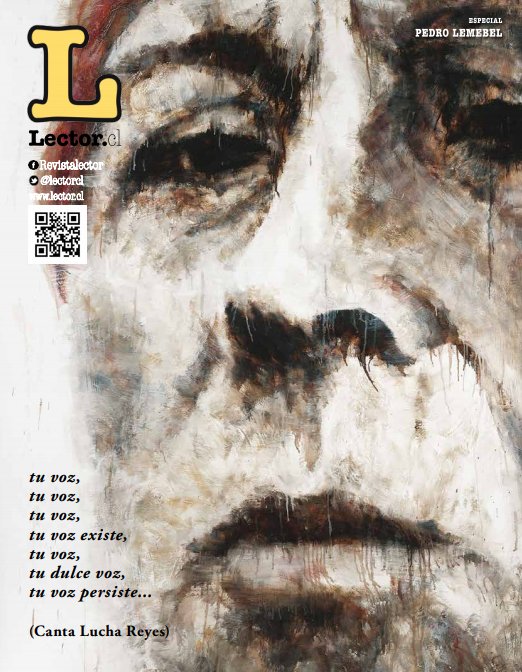 ESPECIAL
PEDRO LEMEBEL
L
Lector.cl
Revistalector
@lectorcl
www.lector.cl
tu voz,
tu voz,
tu voz,
tu voz existe,
tu voz,
tu dulce voz,
tu voz persiste...
(Canta Lucha Reyes)